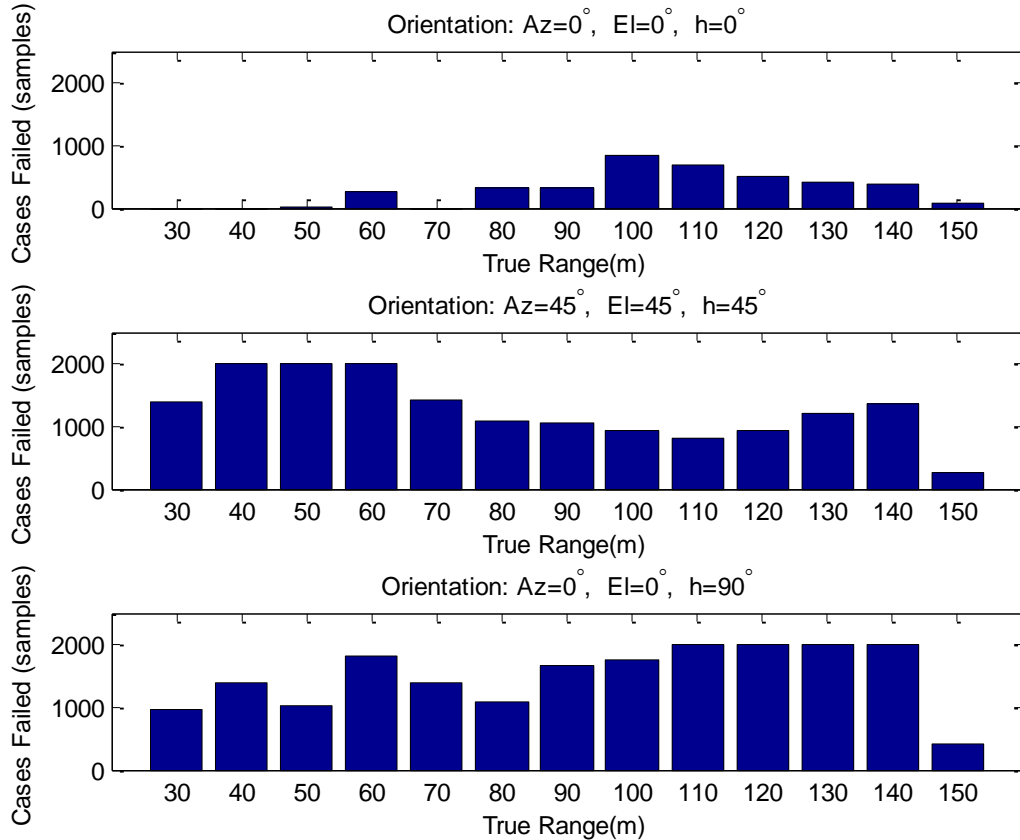 Orientation: Az=0°, El=0°, h=0°
Cases Failed (samples)
2000
1000
0
30 40 50 60 70 80 90 100 110 120 130 140 150
True Range(m)
Orientation: Az=45°, El=45°, h=45°
Cases Failed (samples)
2000
1000
0
30 40 50 60 70 80 90 100 110 120 130 140 150
True Range(m)
Orientation: Az=0°, El=0°, h=90°
Cases Failed (samples)
2000
1000
0
30 40 50 60 70 80 90 100 110 120 130 140 150
True Range(m)